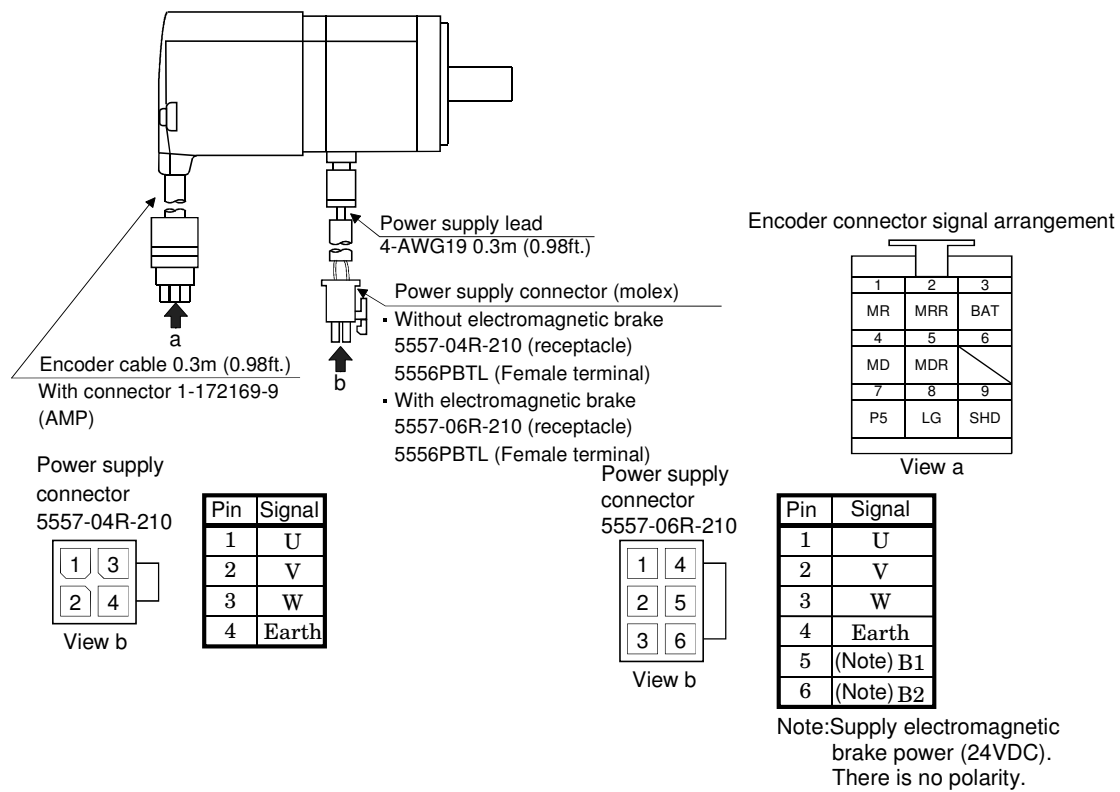 Power supply lead
4-AWG19 0.3m (0.98ft.)
Power supply connector (molex)
Without electromagnetic brake
5557-04R-210 (receptacle)
5556PBTL (Female terminal)
With electromagnetic brake
5557-06R-210 (receptacle)
5556PBTL (Female terminal)
a
b
Encoder cable 0.3m (0.98ft.)
With connector 1-172169-9
(AMP)
Encoder connector signal arrangement
1 2 3
MR MRR BAT
4 5 6
MD MDR
7 8 9
P5 LG SHD
View a
Power supply
connector
5557-04R-210
1 3
2 4
View b
Pin Signal
1 U
2 V
3 W
4 Earth
Power supply
connector
5557-06R-210
1 4
2 5
3 6
View b
Pin Signal
1 U
2 V
3 W
4 Earth
5 (Note) B1
6 (Note) B2
Note:Supply electromagnetic
brake power (24VDC).
There is no polarity.